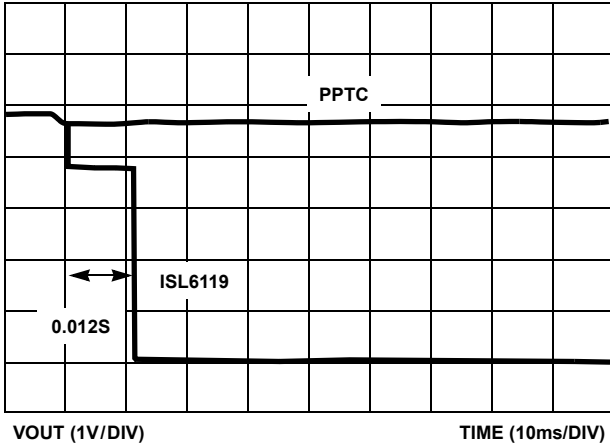 PPTC
ISL6119
0.012S
VOUT (1V/DIV)
TIME (10ms/DIV)